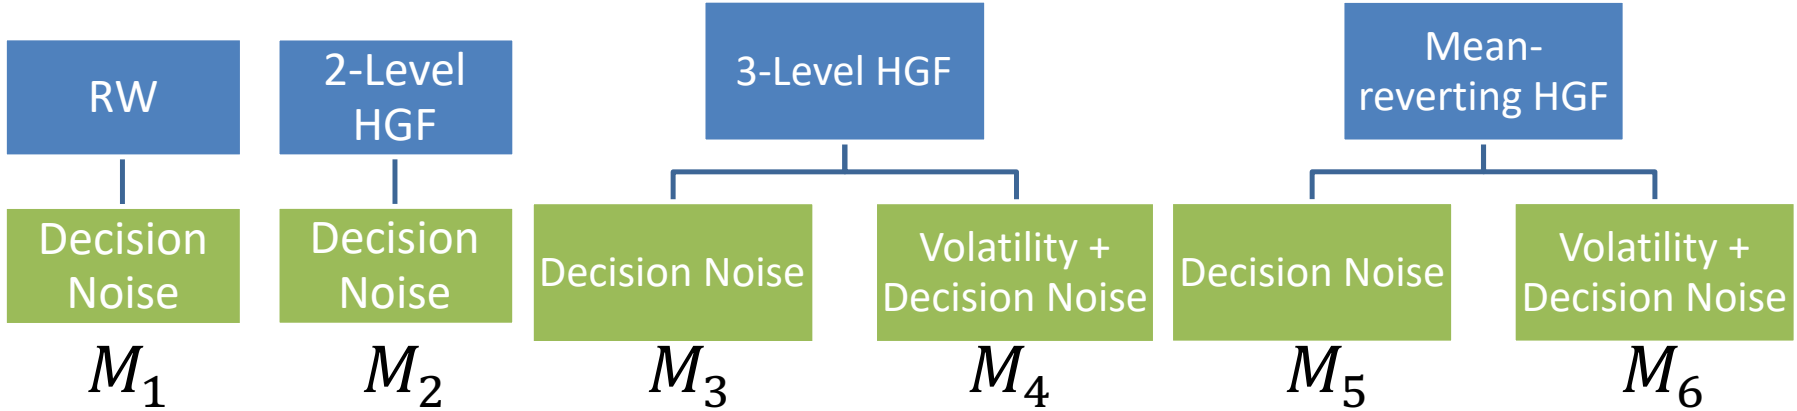 RW
Decision
Noise
M1
2-Level
HGF
Decision
Noise
M2
3-Level HGF
Decision Noise
M3
Volatility +
Decision Noise
M4
Mean-
reverting HGF
Decision Noise
M5
Volatility +
Decision Noise
M6